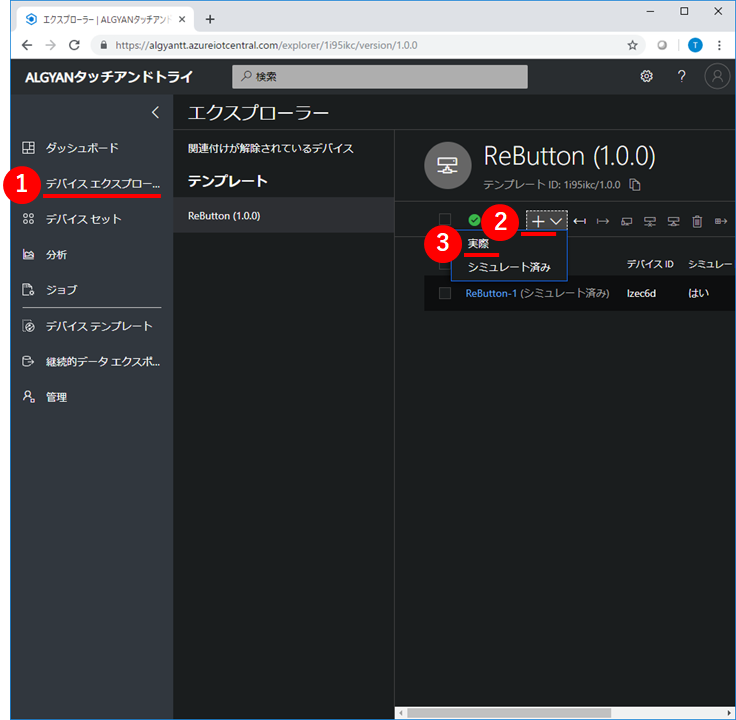 エクスプローラー | ALGYANタッチアンドト
https://algyantt.azureiotcentral.com/explorer/1i95ikc/version/1.0.0
T
ALGYANタッチアンドトライ
検索
?
エクスプローラー
ダッシュボード
1
デバイス エクスプロー...
デバイス セット
分析
ジョブ
デバイス テンプレート
継続的データ エクスポ...
管理
関連付けが解除されているデバイス
テンプレート
ReButton (1.0.0)
ReButton (1.0.0)
テンプレート ID: 1i95ikc/1.0.0
2
3
実際
シミュレート済み
デバイス ID
シミュレー
ReButton-1 (シミュレート済み)
lzec6d
はい